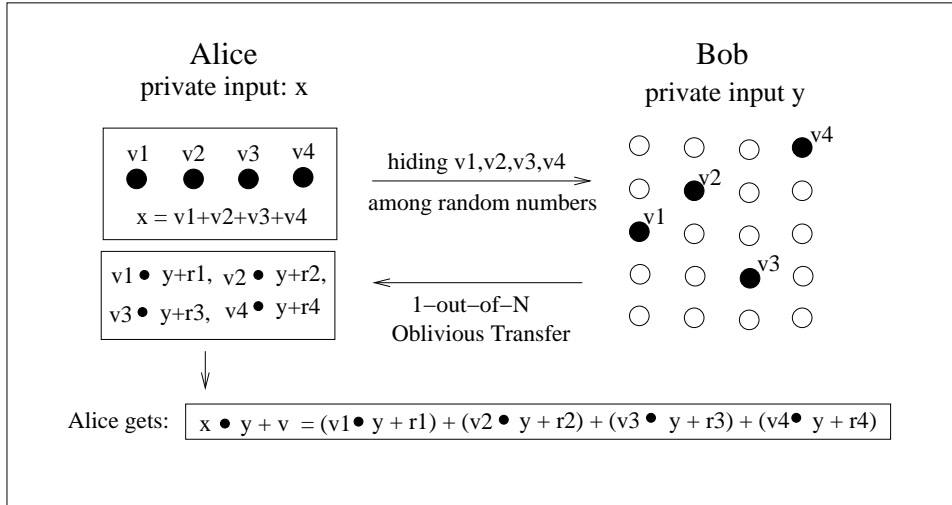 Alice
private input: x
v1 v2 v3 v4
x = v1+v2+v3+v4
v1 • y+r1, v2 • y+r2,
v3 • y+r3, v4 • y+r4
hiding v1,v2,v3,v4
among random numbers
1−out−of−N
Oblivious Transfer
Bob
private input y
v4
v2
v1
v3
Alice gets: x • y + v = (v1 • y + r1) + (v2 • y + r2) + (v3 • y + r3) + (v4 • y + r4)